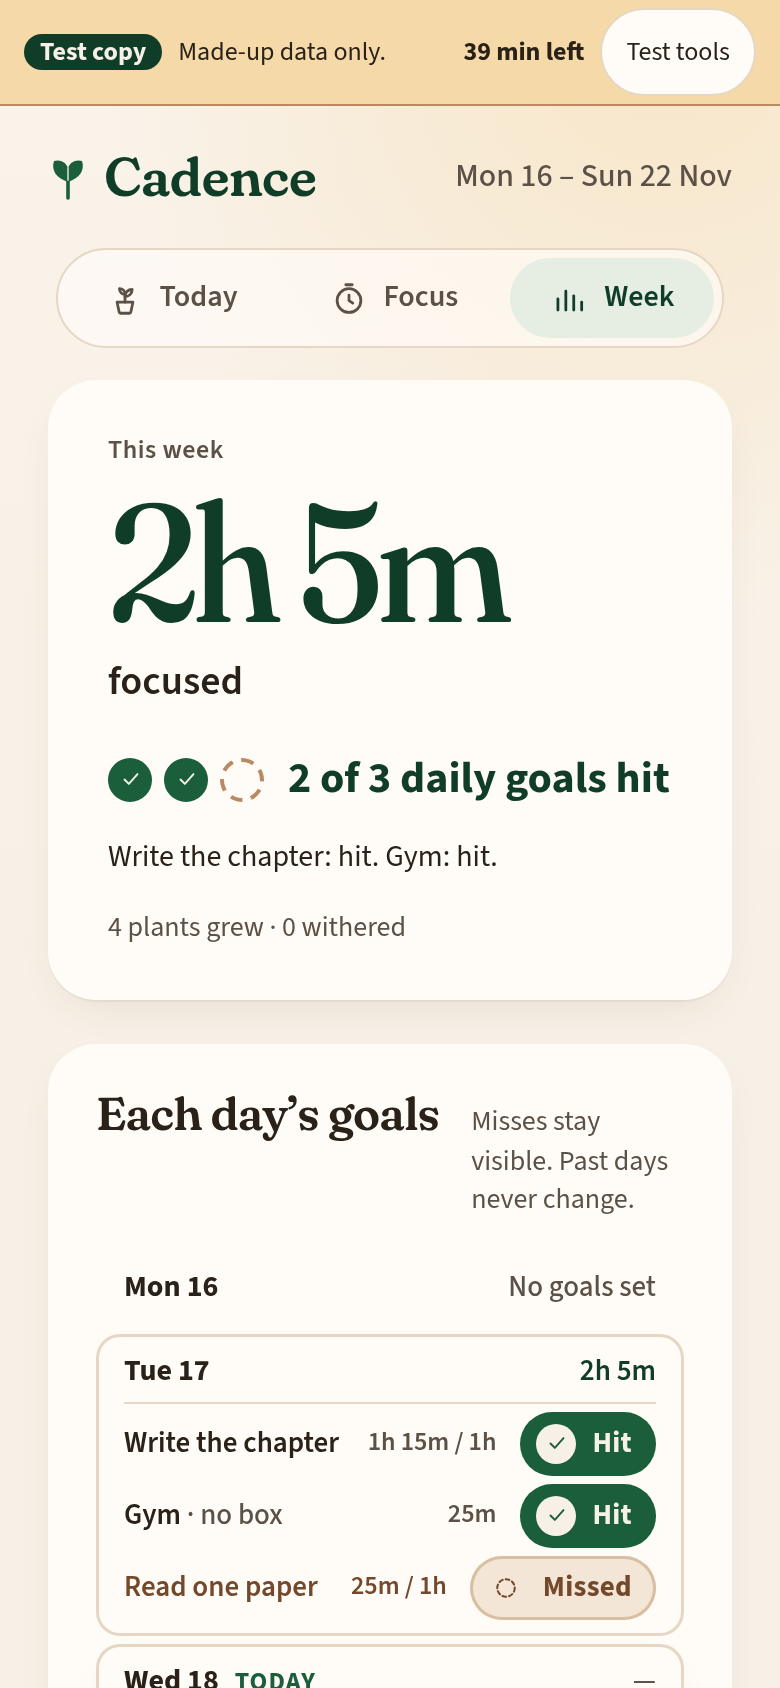 Test copy Made-up data only. 39 min left Test tools
Cadence Mon 16 – Sun 22 Nov
Today Focus Week
This week
2h 5m
focused
2 of 3 daily goals hit
Write the chapter: hit. Gym: hit.
4 plants grew · 0 withered
Each day’s goals
Misses stay
visible. Past days
never change.
Mon 16 No goals set
Tue 17 2h 5m
Write the chapter 1h 15m / 1h Hit
Gym · no box 25m Hit
Read one paper 25m / 1h Missed
Wed 18 TODAY —